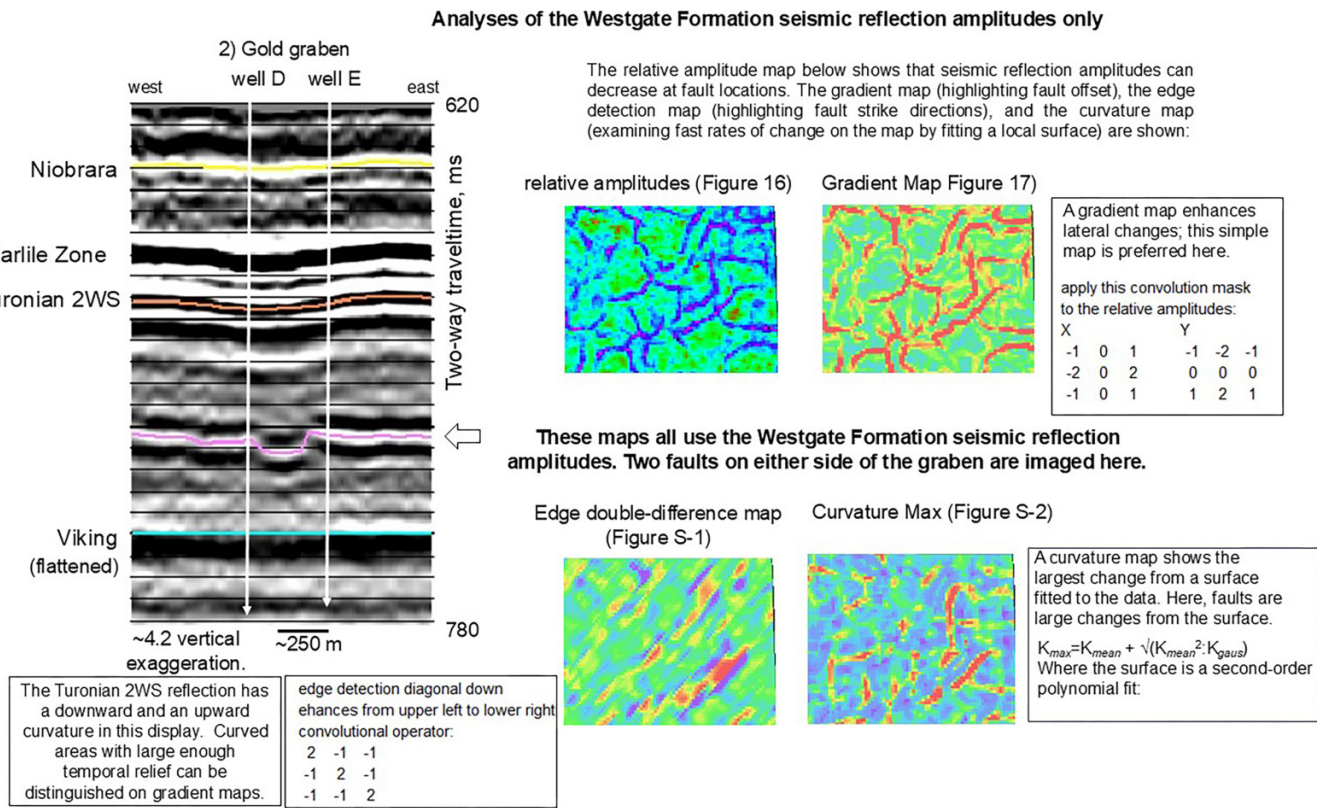 Analyses of the Westgate Formation seismic reflection amplitudes only
2) Gold graben
well D well E
west east
620
Niobrara
arlile Zone
uronian 2WS
Two-way traveltime, ms
Viking
(flattened)
780
~4.2 vertical
exaggeration.
~250 m
The Turonian 2WS reflection has
a downward and an upward
curvature in this display. Curved
areas with large enough
temporal relief can be
distinguished on gradient maps.
edge detection diagonal down
ehances from upper left to lower right
convolutional operator:
2 -1 -1
-1 2 -1
-1 -1 2
The relative amplitude map below shows that seismic reflection amplitudes can
decrease at fault locations. The gradient map (highlighting fault offset), the edge
detection map (highlighting fault strike directions), and the curvature map
(examining fast rates of change on the map by fitting a local surface) are shown:
relative amplitudes (Figure 16)
Gradient Map Figure 17)
A gradient map enhances
lateral changes; this simple
map is preferred here.
apply this convolution mask
to the relative amplitudes:
X Y
-1 0 1 -1 -2 -1
-2 0 2 0 0 0
-1 0 1 1 2 1
These maps all use the Westgate Formation seismic reflection
amplitudes. Two faults on either side of the graben are imaged here.
Edge double-difference map
(Figure S-1)
Curvature Max (Figure S-2)
A curvature map shows the
largest change from a surface
fitted to the data. Here, faults are
large changes from the surface.
Kmax=Kmean + √(Kmean²-Kgaus)
Where the surface is a second-order
polynomial fit: